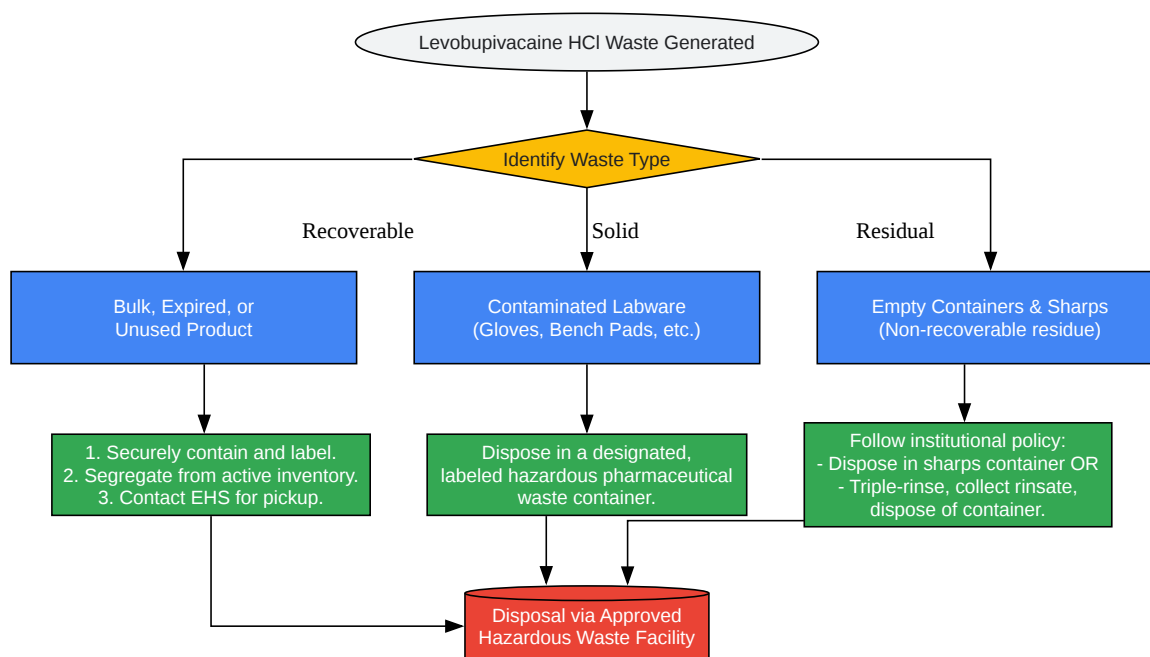 Levobupivacaine HCl Waste Generated
Identify Waste Type
Recoverable
Solid
Residual
Bulk, Expired, or
Unused Product
Contaminated Labware
(Gloves, Bench Pads, etc.)
Empty Containers & Sharps
(Non-recoverable residue)
1. Securely contain and label.
2. Segregate from active inventory.
3. Contact EHS for pickup.
Dispose in a designated,
labeled hazardous pharmaceutical
waste container.
Follow institutional policy:
- Dispose in sharps container OR
- Triple-rinse, collect rinsate,
dispose of container.
Disposal via Approved
Hazardous Waste Facility